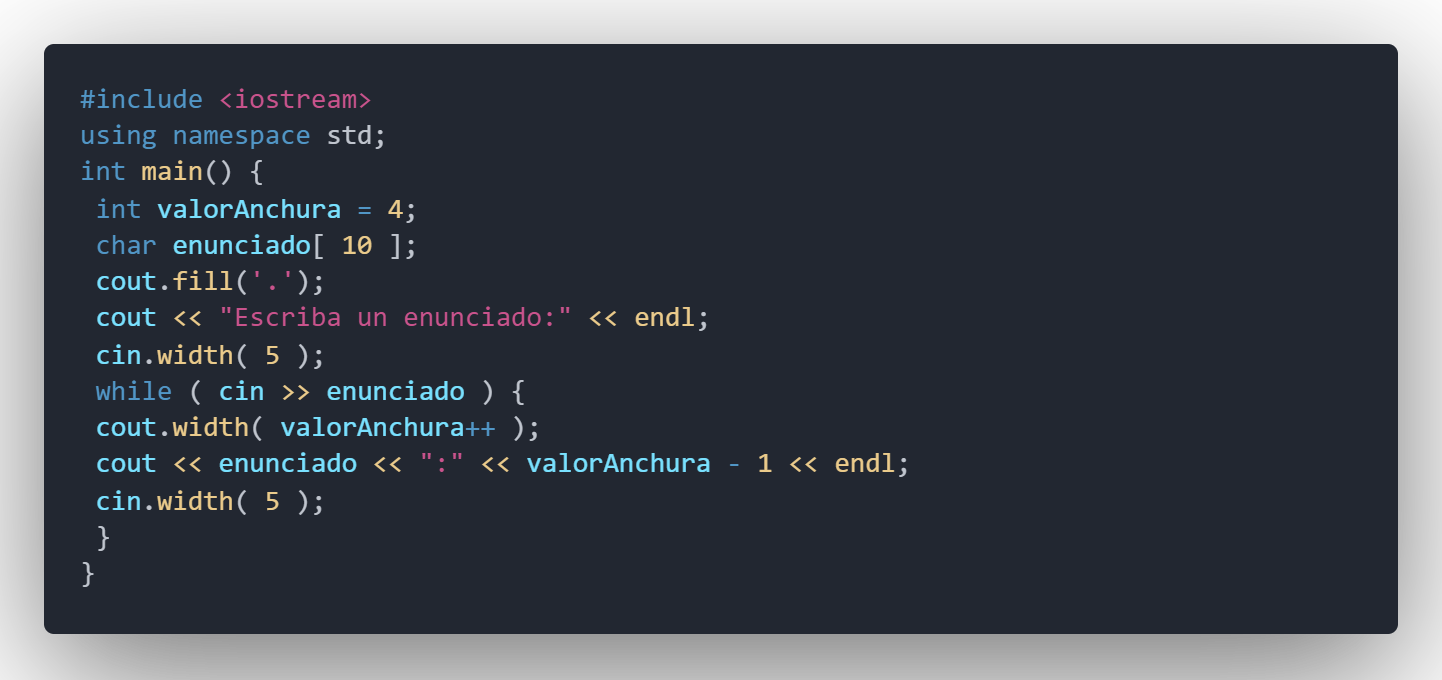 #include <iostream>
using namespace std;
int main() {
 int valorAnchura = 4;
 char enunciado[ 10 ];
 cout.fill('.');
 cout << "Escriba un enunciado:" << endl;
 cin.width( 5 );
 while ( cin >> enunciado ) {
 cout.width( valorAnchura++ );
 cout << enunciado << ":" << valorAnchura - 1 << endl;
 cin.width( 5 );
 }
}